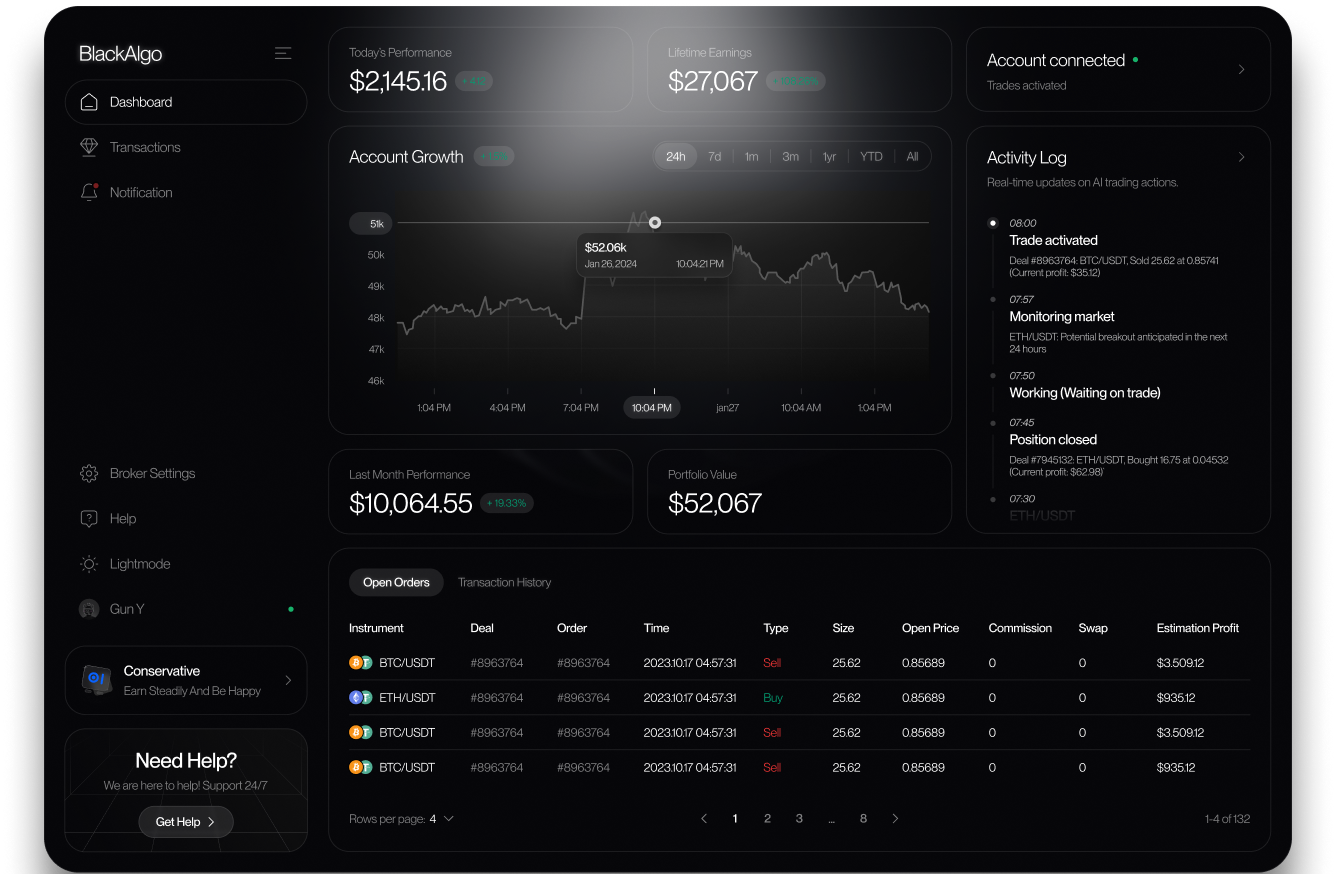 BlackAlgo
Dashboard
Transactions
Notification
Broker Settings
Help
Lightmode
Gun Y
Conservative
Earn Steadily And Be Happy
Need Help?
We are here to help! Support 24/7
Get Help
Today's Performance
$2,145.16
Lifetime Earnings
$27,067
Account connected
Trades activated
Account Growth
24h 7d 1m 3m 1yr YTD All
51k
50k
49k
48k
47k
46k
$52.06k
Jan 26, 2024 10:04:21 PM
1:04 PM 4:04 PM 7:04 PM 10:04 PM jan27 10:04 AM 1:04 PM
Last Month Performance
$10,064.55 + 19.33%
Portfolio Value
$52,067
Activity Log
Real-time updates on AI trading actions.
08:00
Trade activated
Deal #8963764: BTC/USDT, Sold 25.62 at 0.85741
(Current profit: $35.12)
07:57
Monitoring market
ETH/USDT: Potential breakout anticipated in the next
24 hours
07:50
Working (Waiting on trade)
07:45
Position closed
Deal #7945132: ETH/USDT, Bought 16.75 at 0.04532
(Current profit: $62.98)
07:30
ETH/USDT
Open Orders Transaction History
Instrument Deal Order Time Type Size Open Price Commission Swap Estimation Profit
BTC/USDT #8963764 #8963764 2023.10.17 04:57:31 Sell 25.62 0.85689 0 0 $3.509.12
ETH/USDT #8963764 #8963764 2023.10.17 04:57:31 Buy 25.62 0.85689 0 0 $935.12
BTC/USDT #8963764 #8963764 2023.10.17 04:57:31 Sell 25.62 0.85689 0 0 $3.509.12
BTC/USDT #8963764 #8963764 2023.10.17 04:57:31 Sell 25.62 0.85689 0 0 $935.12
Rows per page: 4
1 2 3 ... 8
1-4 of 132